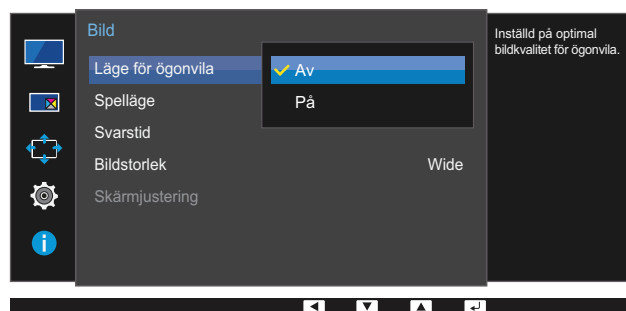 Bild
Läge för ögonvila
Av
På
Spelläge
Svarstid
Bildstorlek Wide
Skärmjustering
Inställd på optimal
bildkvalitet för ögonvila.